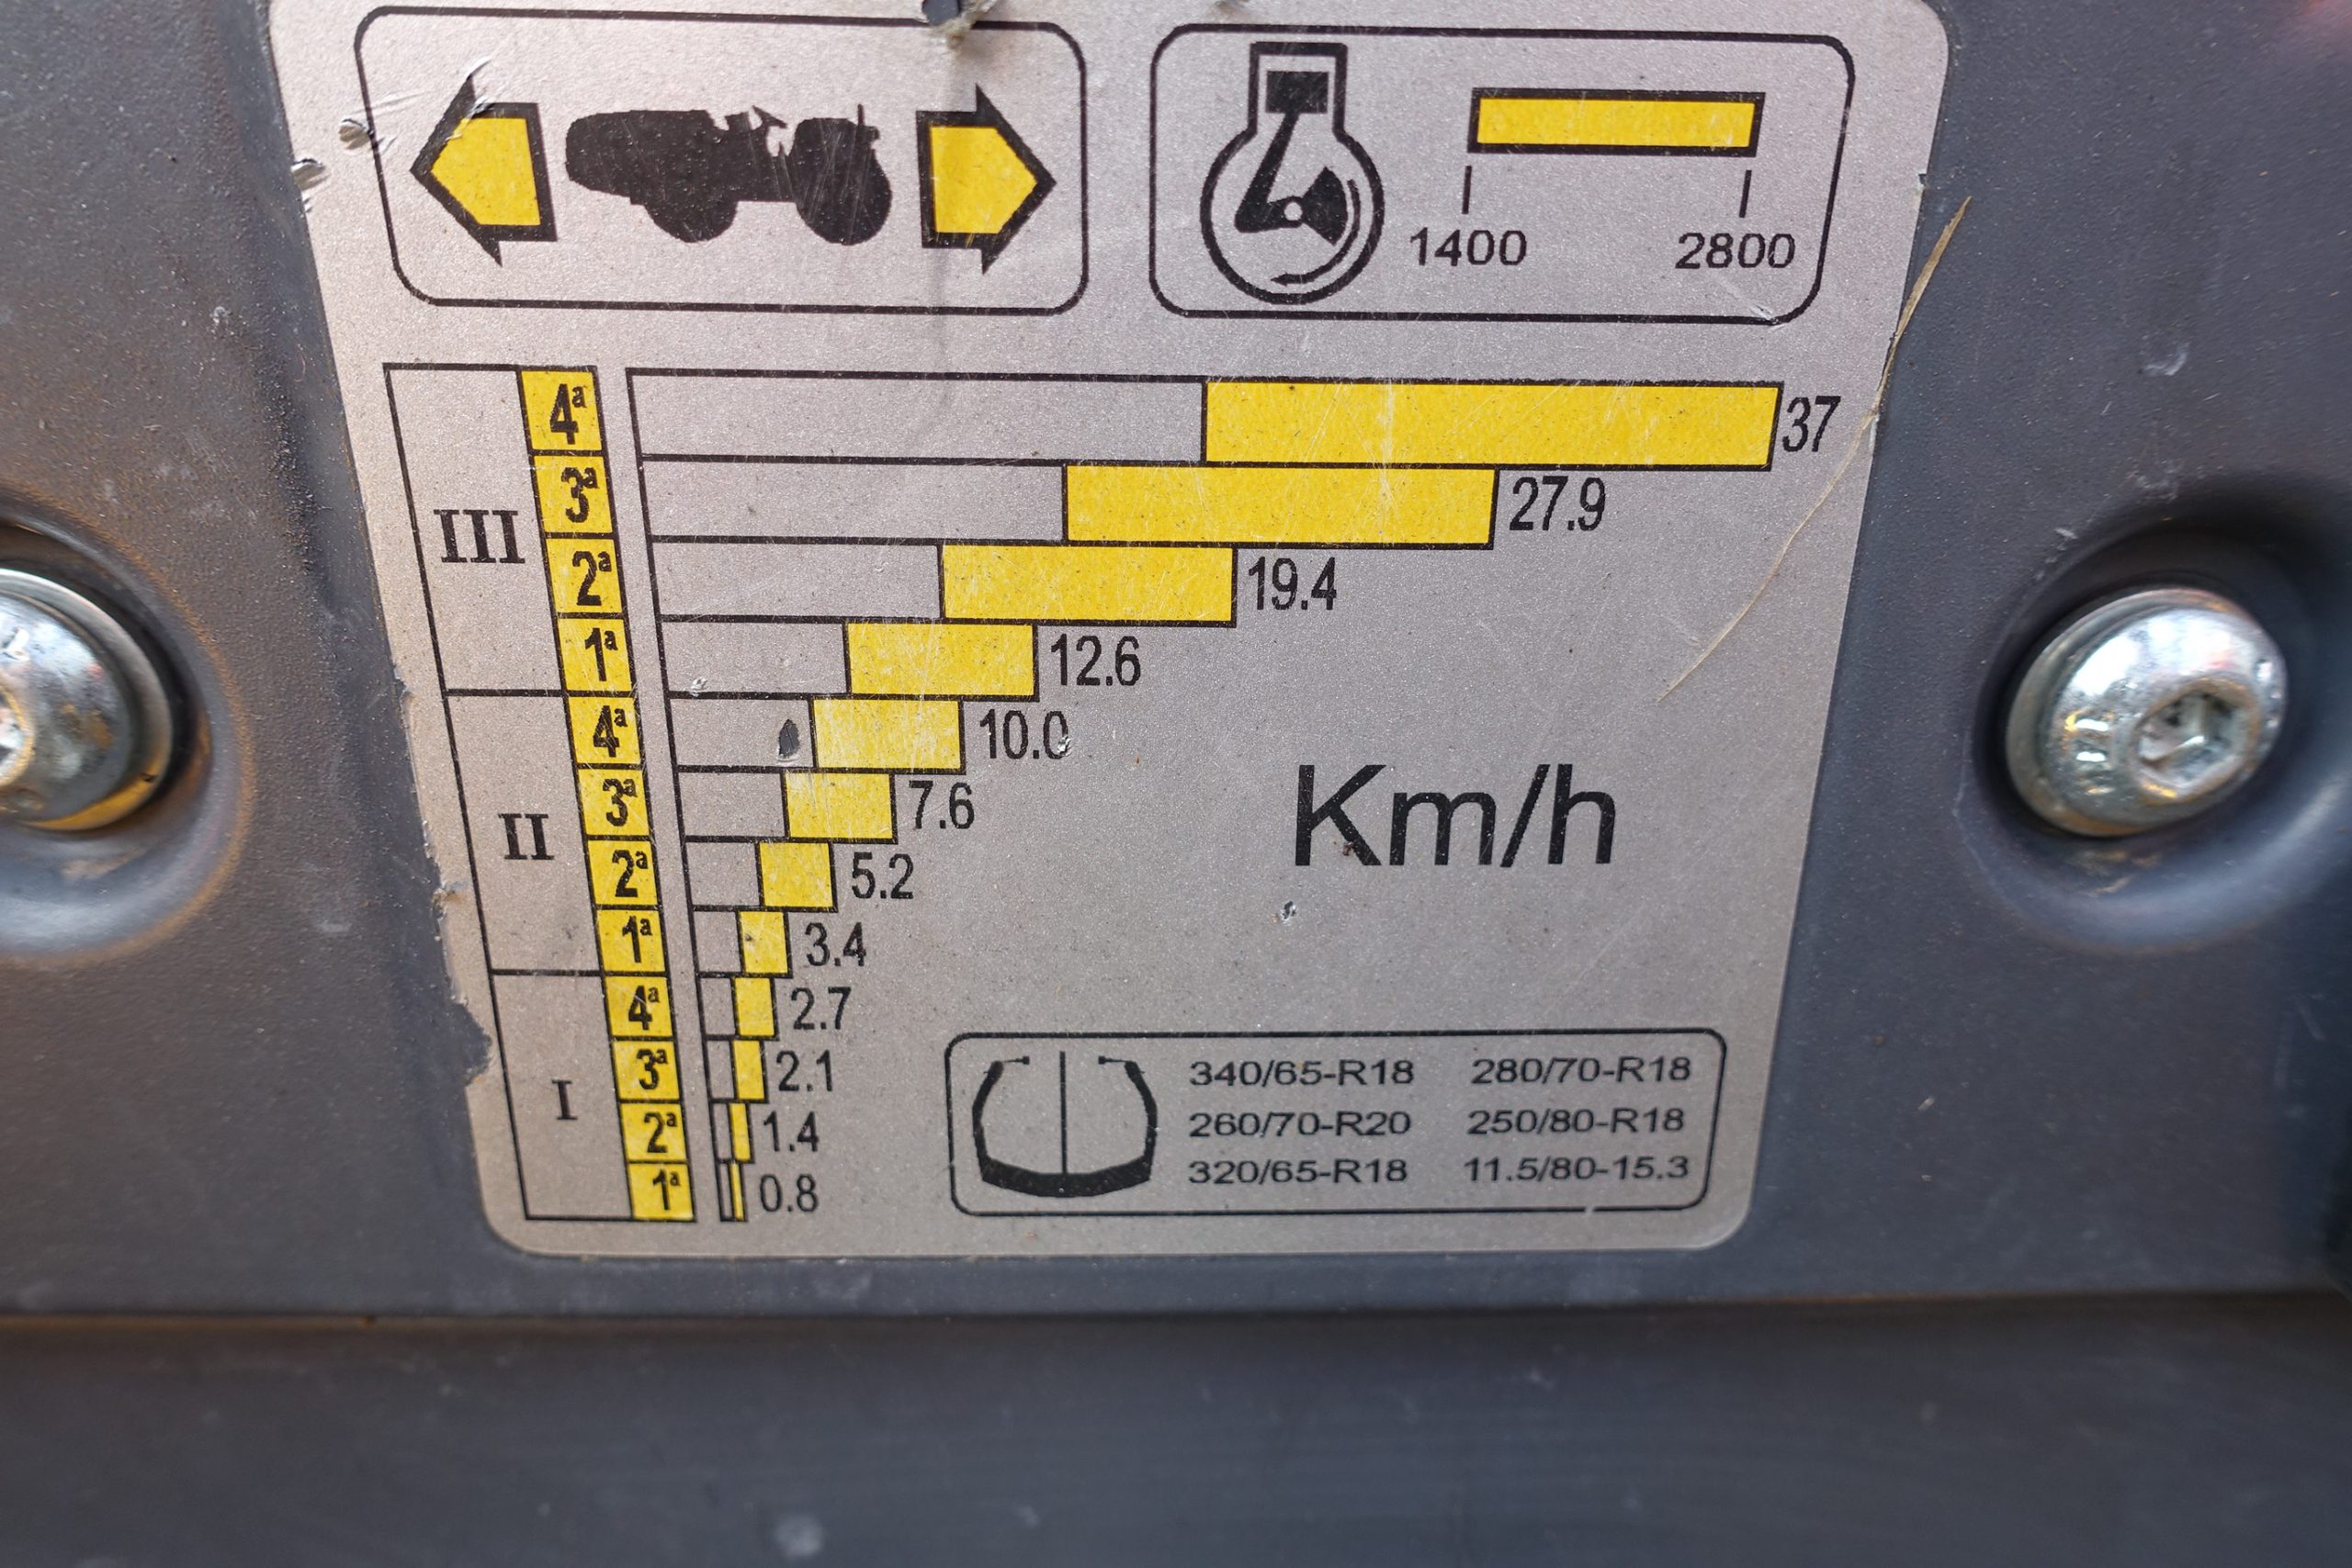 1400 2800
III 4ª 37
3ª 27.9
2ª 19.4
1ª 12.6
II 4ª 10.0
3ª 7.6
2ª 5.2
1ª 3.4
I 4ª 2.7
3ª 2.1
2ª 1.4
1ª 0.8
Km/h
340/65-R18 280/70-R18
260/70-R20 250/80-R18
320/65-R18 11.5/80-15.3